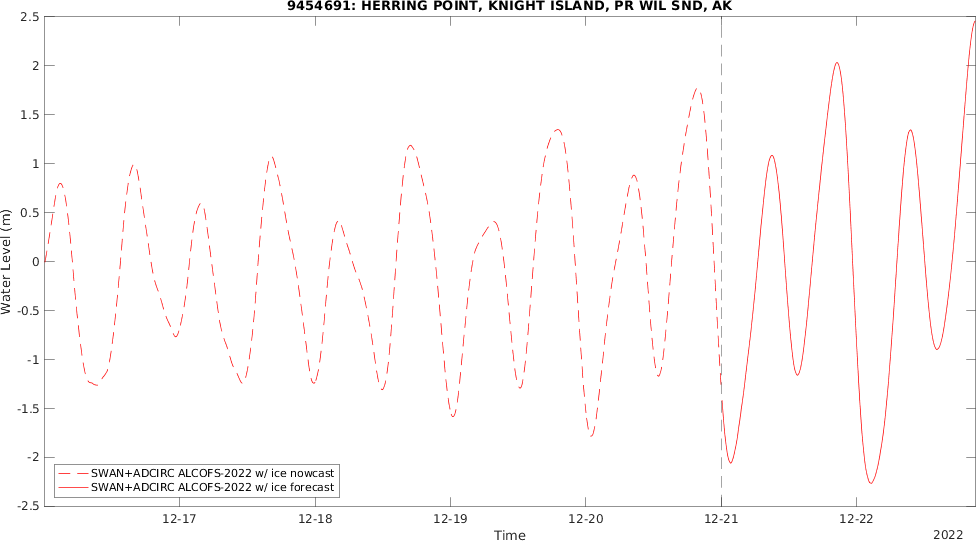 9454691: HERRING POINT, KNIGHT ISLAND, PR WIL SND, AK
2.5
2
1.5
1
0.5
0
-0.5
-1
-1.5
-2
-2.5
Water Level (m)
SWAN+ADCIRC ALCOFS-2022 w/ ice nowcast
SWAN+ADCIRC ALCOFS-2022 w/ ice forecast
12-17 12-18 12-19 12-20 12-21 12-22
Time
2022